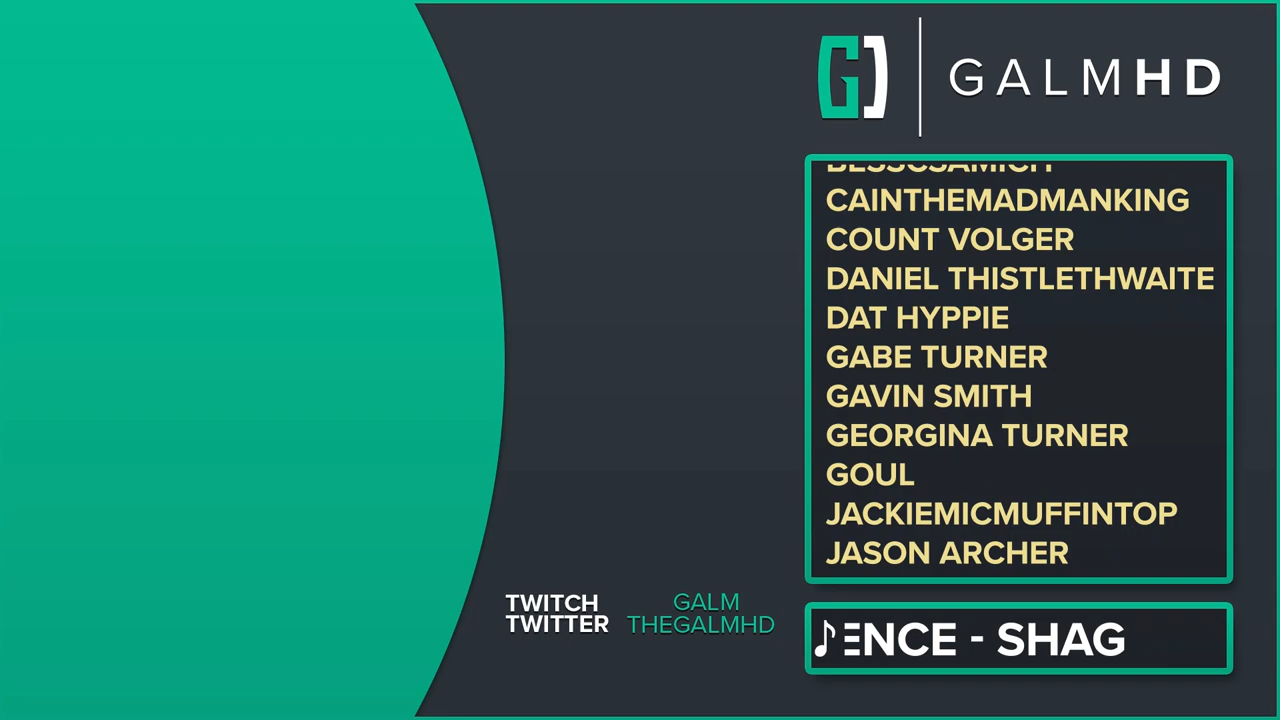 GALMHD
CAINTHEMADMANKING
COUNT VOLGER
DANIEL THISTLETHWAITE
DAT HYPPIE
GABE TURNER
GAVIN SMITH
GEORGINA TURNER
GOUL
JACKIEMICMUFFINTOP
JASON ARCHER
TWITCH GALM
TWITTER THEGALMHD
ENCE - SHAG